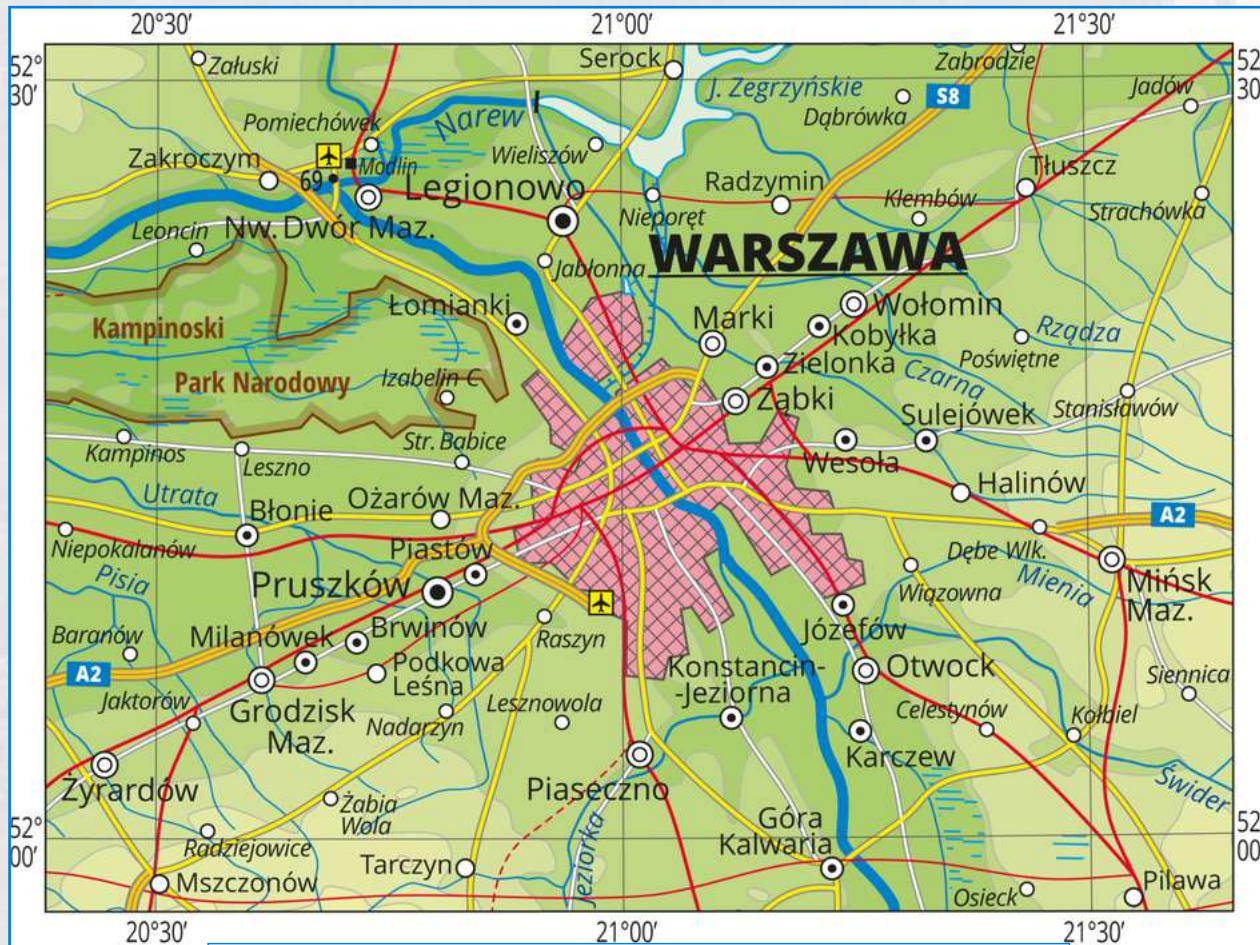 20°30′ 21°00′ 21°30′
52°
30′
52
30
Załuski
Serock
J. Zegrzyńskie
Zabrodzie
S8
Jadów
Dąbrówka
Pomiechówek
Narew
Zakroczym
Modlin
69
Wieliszów
Legionowo
Radzymin
Tłuszcz
Nw. Dwór Maz.
Nieporęt
Klembów
Strachówka
Leoncin
Jabłonna
WARSZAWA
Łomianki
Wołomin
Marki
Kobyłka
Rządza
Kampinoski
Park Narodowy
Zielonka
Poświętne
Czarna
Izabelin C.
Ząbki
Sulejówek
Stanisławów
Kampinos
Leszno
Str. Babice
Wesoła
Utrata
Błonie
Ożarów Maz.
Halinów
A2
Niepokalanów
Piastów
Dębe Wlk.
Pisia
Pruszków
Wiązowna
Mienia
Mińsk
Maz.
Baranów
Milanówek
Brwinów
Raszyn
Józefów
A2
Podkowa
Leśna
Konstancin-
-Jeziorna
Otwock
Siennica
Jaktorów
Grodzisk
Maz.
Nadarzyn
Lesznowola
Celestynów
Kołbiel
Karczew
Żyrardów
Piaseczno
Świder
Żabia
Wola
52°
00′
Radziejowice
Góra
Kalwaria
52
00
Tarczyn
Jeziorka
Mszczonów
Osieck
Pilawa
20°30′ 21°00′ 21°30′